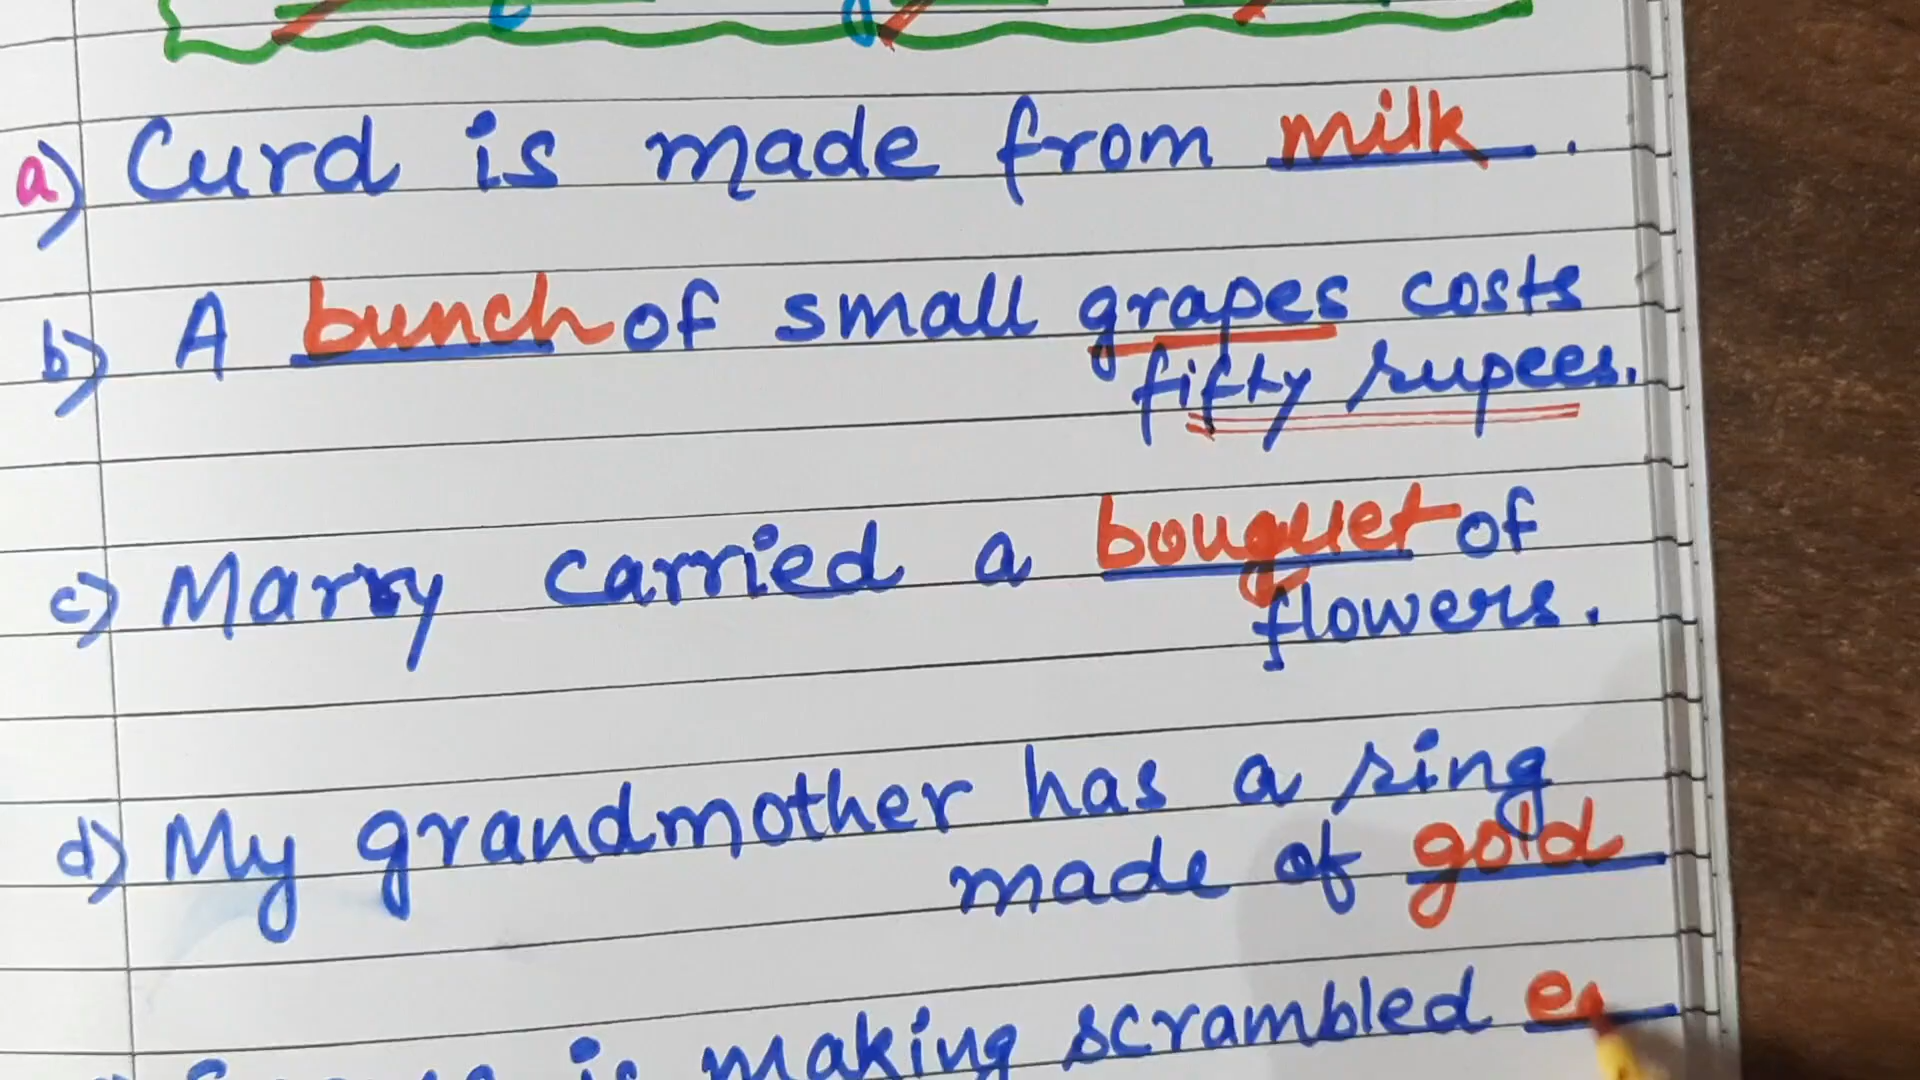 a) Curd is made from milk.
b) A bunch of small grapes costs
fifty rupees.
c) Marry carried a bouquet of
flowers.
d) My grandmother has a ring
made of gold
is making scrambled